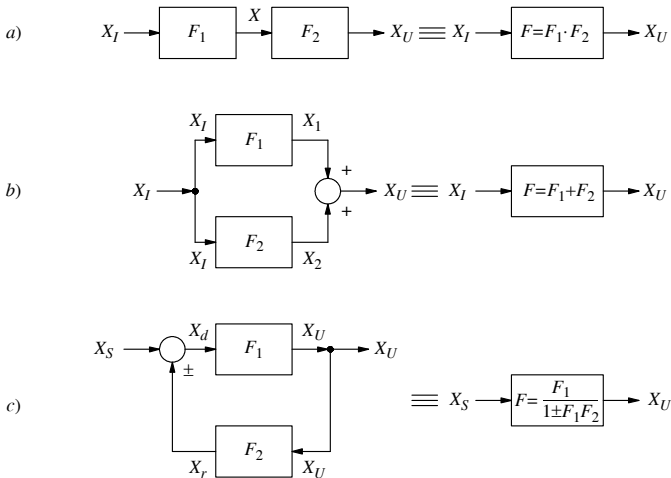 a) X_I F_1 X F_2 X_U ≡ X_I F=F_1·F_2 X_U
X_I X_1
F_1
+
b) X_I X_U ≡ X_I F=F_1+F_2 X_U
+
F_2
X_I X_2
X_d X_U
X_S F_1 X_U
±
c) ≡ X_S F=F_1/1±F_1F_2 X_U
F_2
X_r X_U